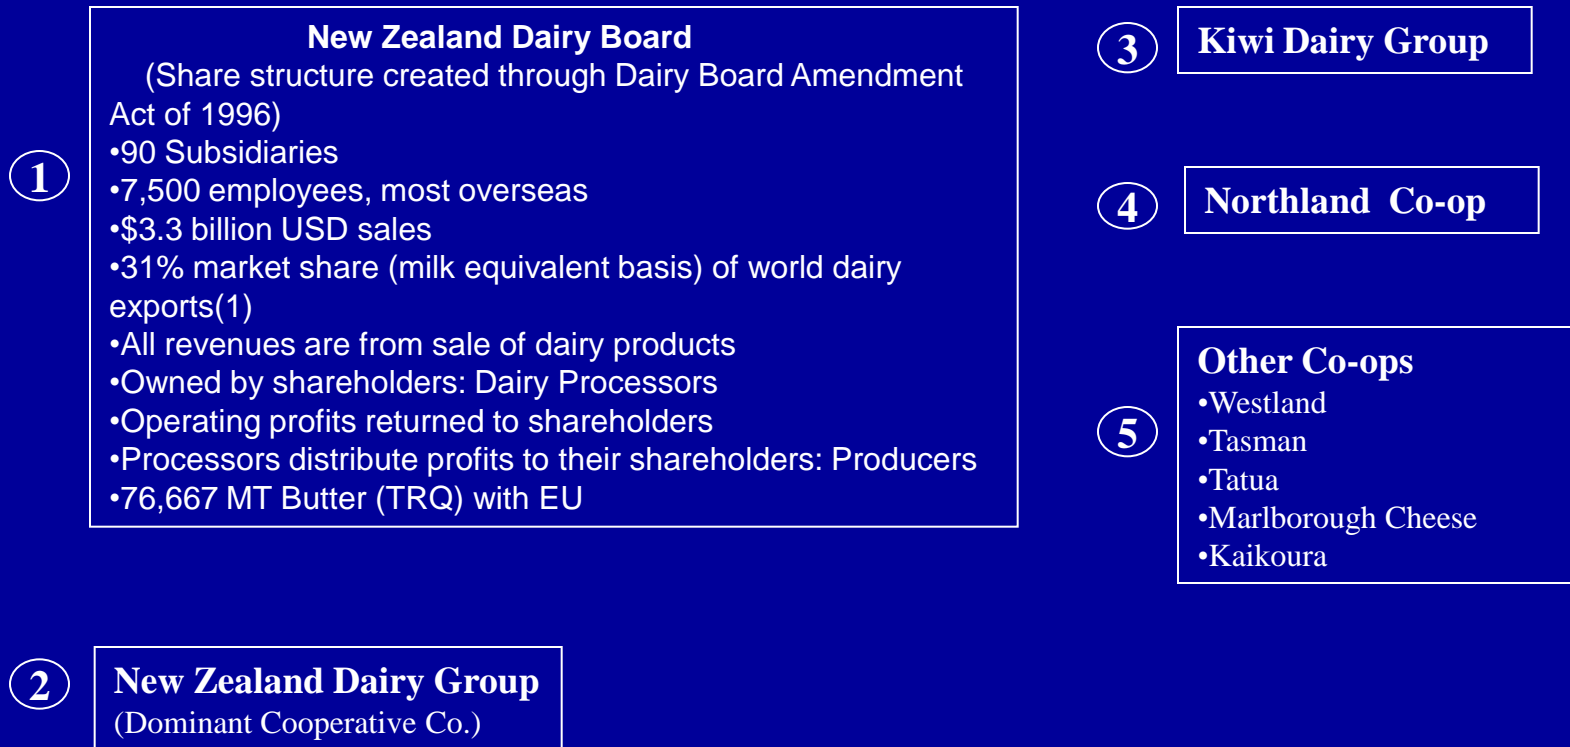 1
New Zealand Dairy Board
(Share structure created through Dairy Board Amendment
Act of 1996)
•90 Subsidiaries
•7,500 employees, most overseas
•$3.3 billion USD sales
•31% market share (milk equivalent basis) of world dairy
exports(1)
•All revenues are from sale of dairy products
•Owned by shareholders: Dairy Processors
•Operating profits returned to shareholders
•Processors distribute profits to their shareholders: Producers
•76,667 MT Butter (TRQ) with EU
2
New Zealand Dairy Group
(Dominant Cooperative Co.)
3
Kiwi Dairy Group
4
Northland Co-op
5
Other Co-ops
•Westland
•Tasman
•Tatua
•Marlborough Cheese
•Kaikoura